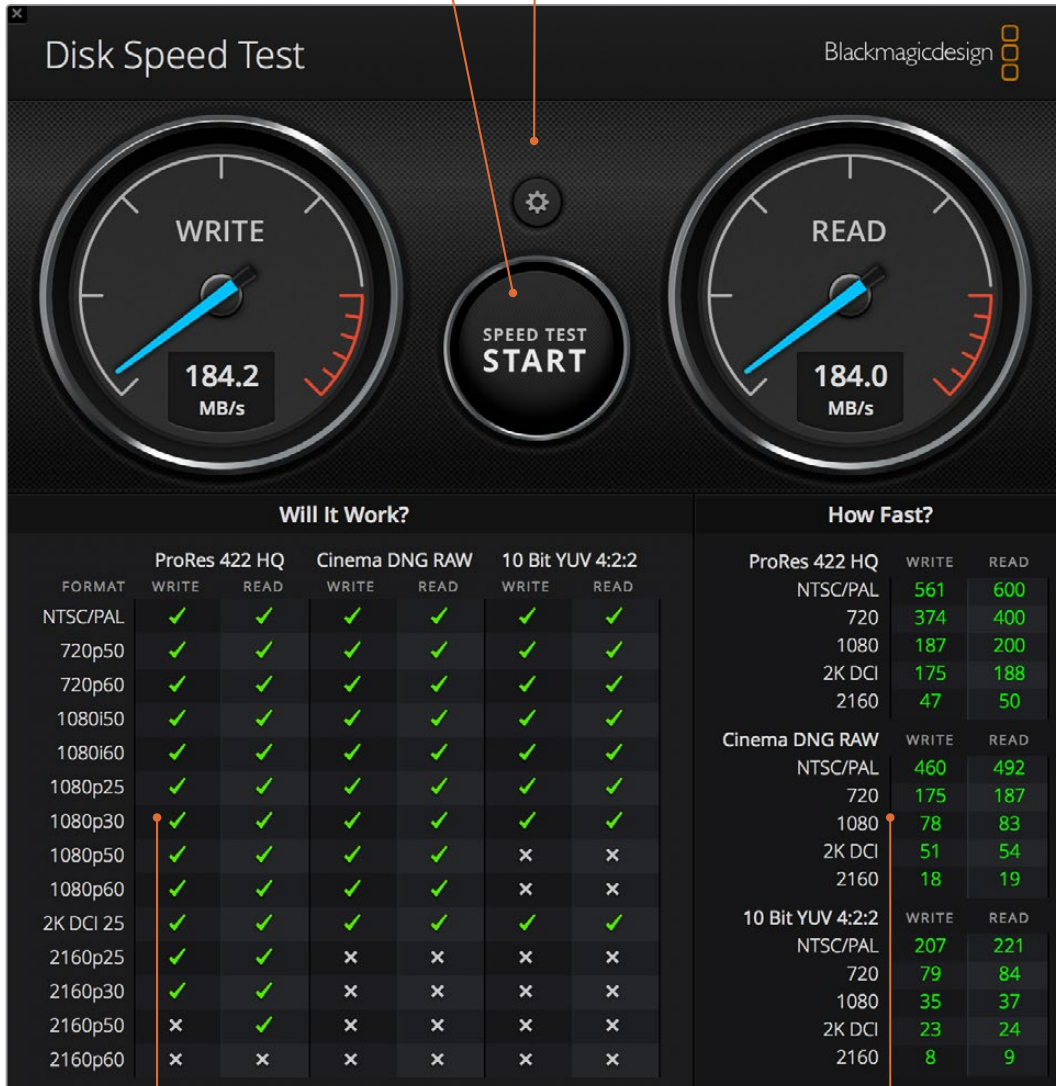 Disk Speed Test
Blackmagicdesign
WRITE
184.2
MB/s
SPEED TEST
START
READ
184.0
MB/s
Will It Work?
ProRes 422 HQ Cinema DNG RAW 10 Bit YUV 4:2:2
FORMAT WRITE READ WRITE READ WRITE READ
NTSC/PAL ✓ ✓ ✓ ✓ ✓ ✓
720p50 ✓ ✓ ✓ ✓ ✓ ✓
720p60 ✓ ✓ ✓ ✓ ✓ ✓
1080i50 ✓ ✓ ✓ ✓ ✓ ✓
1080i60 ✓ ✓ ✓ ✓ ✓ ✓
1080p25 ✓ ✓ ✓ ✓ ✓ ✓
1080p30 ✓ ✓ ✓ ✓ ✓ ✓
1080p50 ✓ ✓ ✓ ✓ × ×
1080p60 ✓ ✓ ✓ ✓ × ×
2K DCI 25 ✓ ✓ ✓ ✓ ✓ ✓
2160p25 ✓ ✓ × × × ×
2160p30 ✓ ✓ × × × ×
2160p50 × ✓ × × × ×
2160p60 × × × × × ×
How Fast?
ProRes 422 HQ WRITE READ
NTSC/PAL 561 600
720 374 400
1080 187 200
2K DCI 175 188
2160 47 50
Cinema DNG RAW WRITE READ
NTSC/PAL 460 492
720 175 187
1080 78 83
2K DCI 51 54
2160 18 19
10 Bit YUV 4:2:2 WRITE READ
NTSC/PAL 207 221
720 79 84
1080 35 37
2K DCI 23 24
2160 8 9